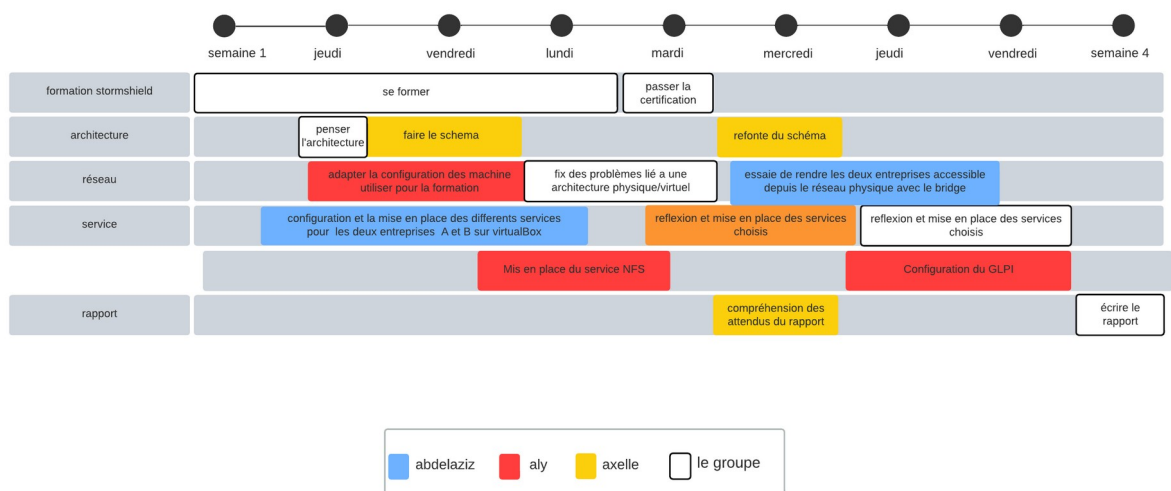 semaine 1
jeudi
vendredi
lundi
mardi
mercredi
jeudi
vendredi
semaine 4
formation stormshield
se former
passer la
certification
architecture
penser
l'architecture
faire le schema
refonte du schéma
réseau
adapter la configuration des machine
utiliser pour la formation
fix des problèmes lié a une
architecture physique/virtuel
essaie de rendre les deux entreprises accessible
depuis le réseau physique avec le bridge
service
configuration et la mise en place des differents services
pour les deux entreprises A et B sur virtualBox
reflexion et mise en place des services
choisis
reflexion et mise en place des services
choisis
Mis en place du service NFS
Configuration du GLPI
rapport
compréhension des
attendus du rapport
écrire le
rapport
abdelaziz
aly
axelle
le groupe